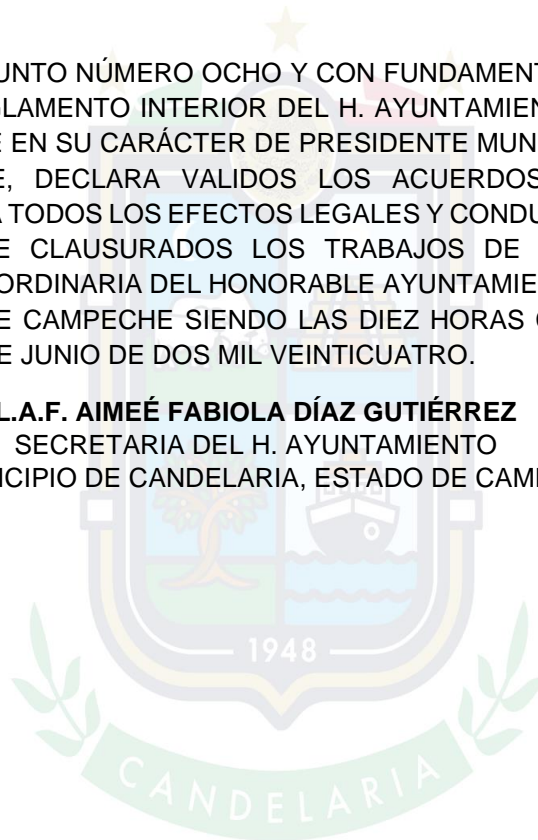 UNTO NÚMERO OCHO Y CON FUNDAMENT
GLAMENTO INTERIOR DEL H. AYUNTAMIEN
E EN SU CARÁCTER DE PRESIDENTE MUN
E, DECLARA VALIDOS LOS ACUERDOS
A TODOS LOS EFECTOS LEGALES Y CONDU
E CLAUSURADOS LOS TRABAJOS DE
ORDINARIA DEL HONORABLE AYUNTAMIE
E CAMPECHE SIENDO LAS DIEZ HORAS
E JUNIO DE DOS MIL VEINTICUATRO.
L.A.F. AIMEÉ FABIOLA DÍAZ GUTIÉRREZ
SECRETARIA DEL H. AYUNTAMIENTO
ICIPIO DE CANDELARIA, ESTADO DE CAM
1948
CANDELARIA